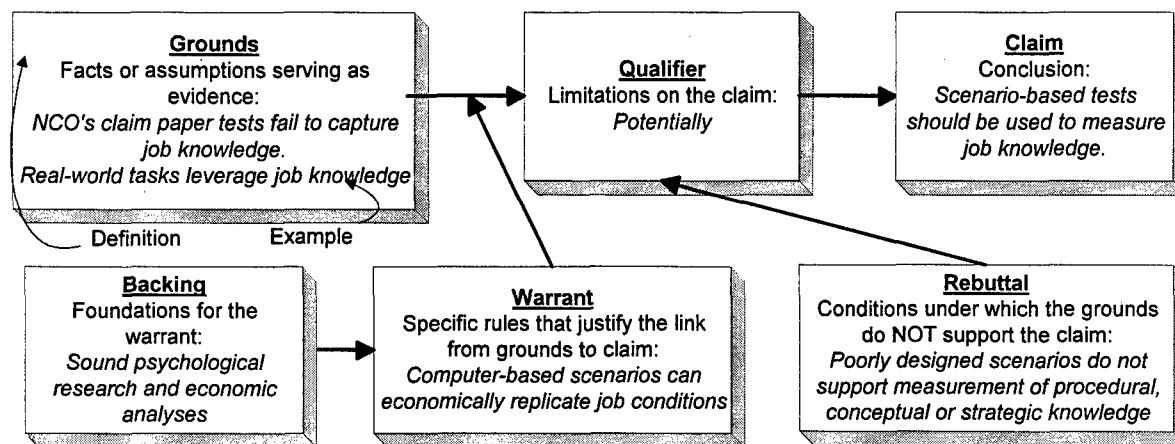 Grounds
Facts or assumptions serving as
evidence:
NCO's claim paper tests fail to capture
job knowledge.
Real-world tasks leverage job knowledge
Definition
Example
Qualifier
Limitations on the claim:
Potentially
Claim
Conclusion:
Scenario-based tests
should be used to measure
job knowledge.
Backing
Foundations for the
warrant:
Sound psychological
research and economic
analyses
Warrant
Specific rules that justify the link
from grounds to claim:
Computer-based scenarios can
economically replicate job conditions
Rebuttal
Conditions under which the grounds
do NOT support the claim:
Poorly designed scenarios do not
support measurement of procedural,
conceptual or strategic knowledge